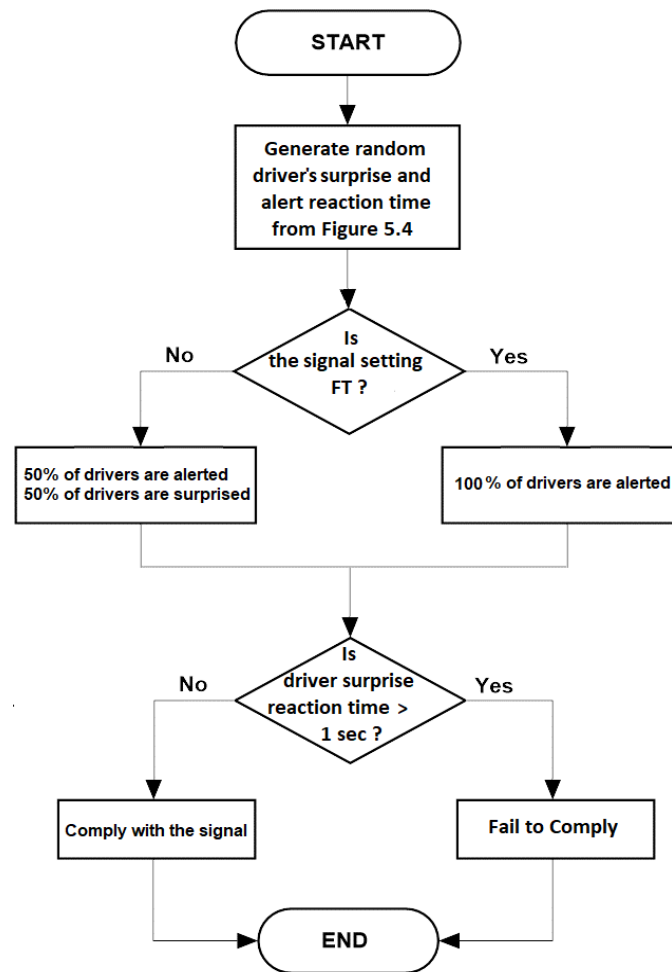 START
Generate random
driver's surprise and
alert reaction time
from Figure 5.4
Is
the signal setting
FT ?
No
Yes
50% of drivers are alerted
50% of drivers are surprised
100 % of drivers are alerted
Is
driver surprise
reaction time >
1 sec ?
No
Yes
Comply with the signal
Fail to Comply
END